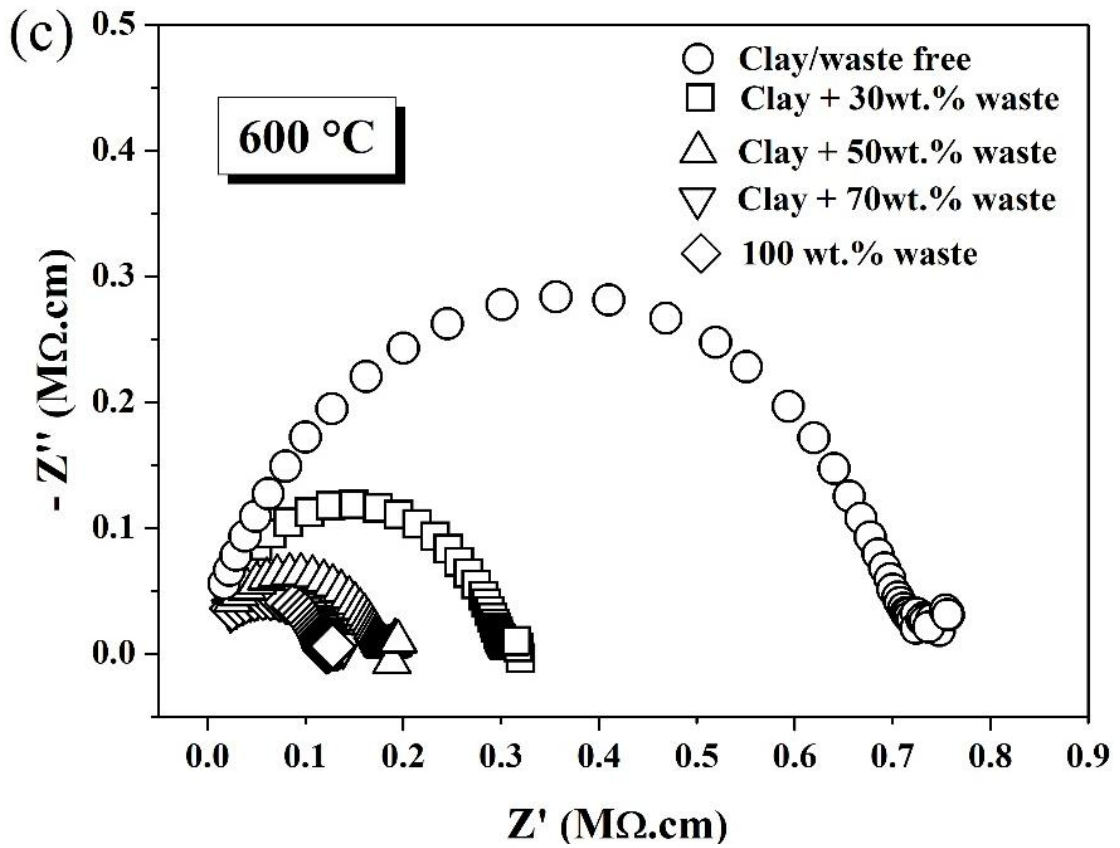 (c)
600 °C
Clay/waste free
Clay + 30wt.% waste
Clay + 50wt.% waste
Clay + 70wt.% waste
100 wt.% waste
- Z'' (MΩ.cm)
0.5
0.4
0.3
0.2
0.1
0.0
0.0 0.1 0.2 0.3 0.4 0.5 0.6 0.7 0.8 0.9
Z' (MΩ.cm)